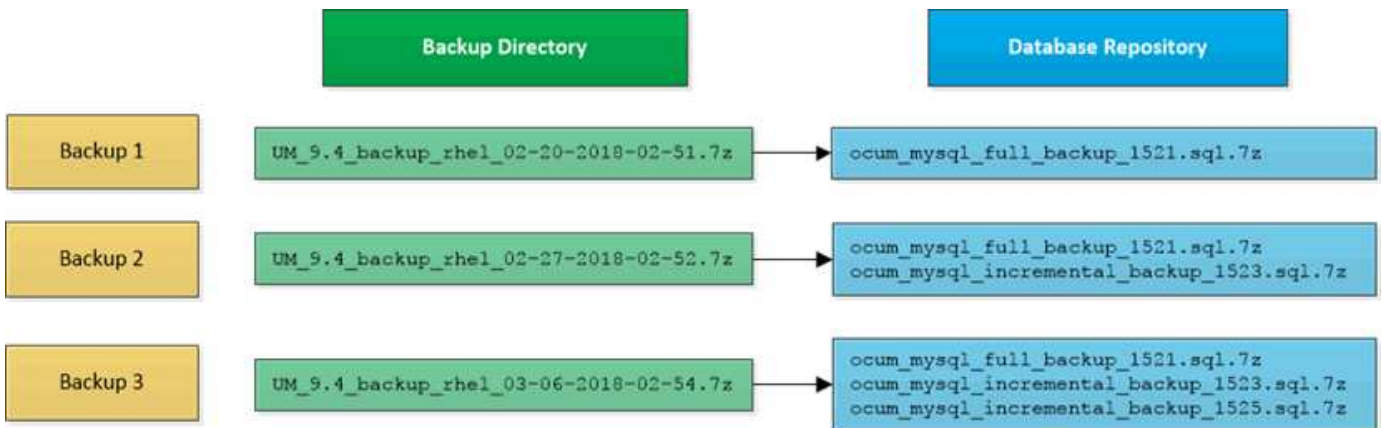 Backup Directory
Database Repository
Backup 1
UM_9.4_backup_rhel_02-20-2018-02-51.7z
ocum_mysql_full_backup_1521.sql.7z
Backup 2
UM_9.4_backup_rhel_02-27-2018-02-52.7z
ocum_mysql_full_backup_1521.sql.7z
ocum_mysql_incremental_backup_1523.sql.7z
Backup 3
UM_9.4_backup_rhel_03-06-2018-02-54.7z
ocum_mysql_full_backup_1521.sql.7z
ocum_mysql_incremental_backup_1523.sql.7z
ocum_mysql_incremental_backup_1525.sql.7z